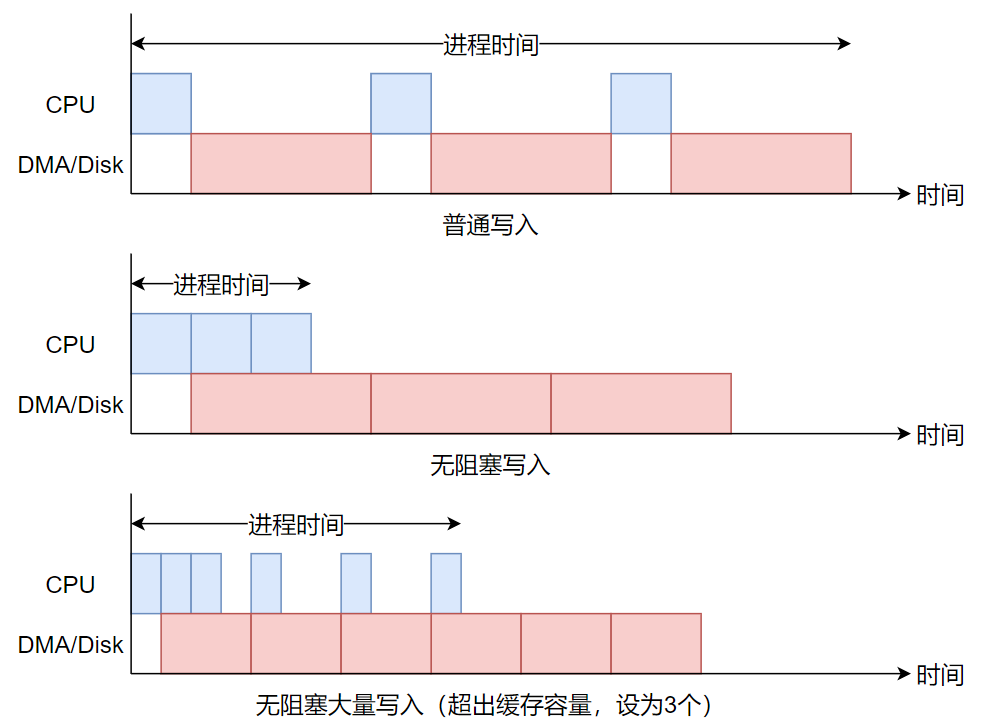 进程时间
CPU
DMA/Disk
时间
普通写入
进程时间
CPU
DMA/Disk
时间
无阻塞写入
进程时间
CPU
DMA/Disk
时间
无阻塞大量写入（超出缓存容量，设为3个）